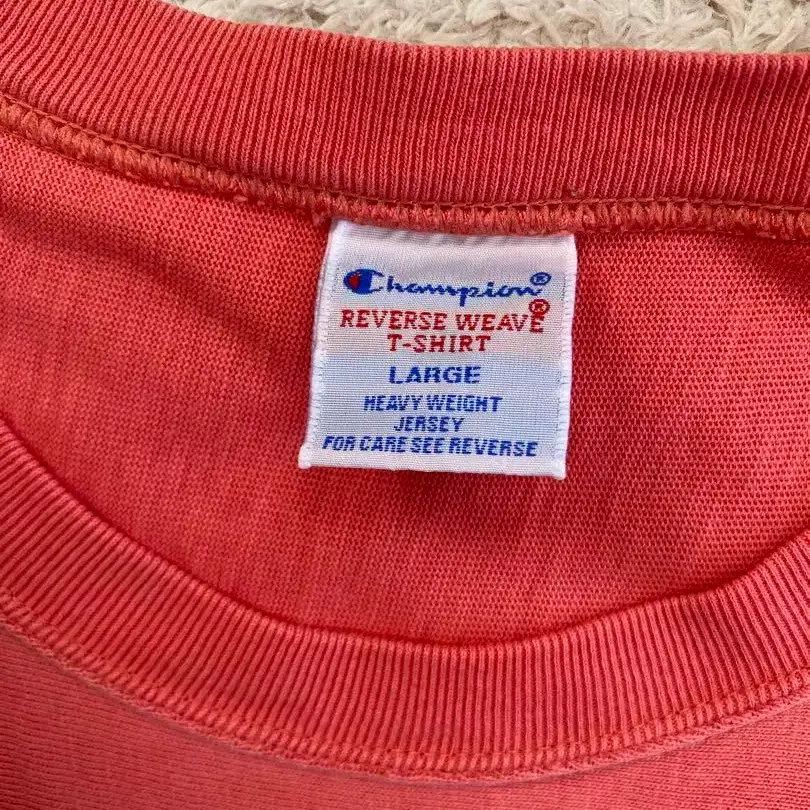 Champion®
REVERSE WEAVE®
T-SHIRT
LARGE
HEAVY WEIGHT
JERSEY
FOR CARE SEE REVERSE